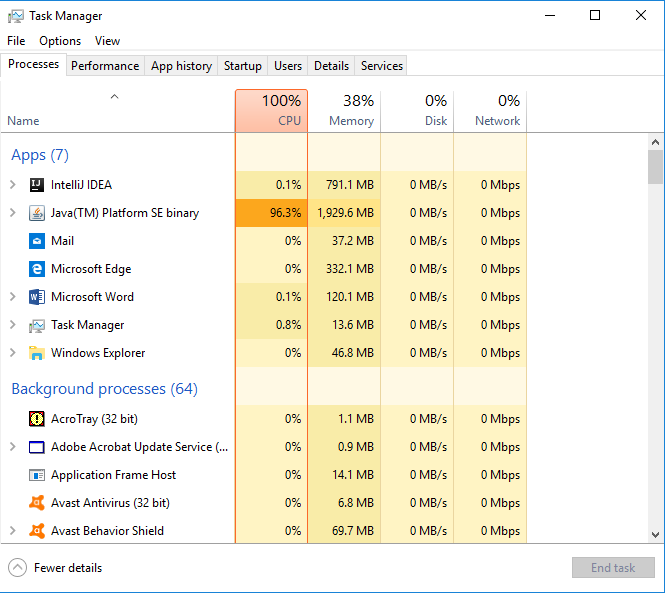 Task Manager
File Options View
Processes Performance App history Startup Users Details Services
100% 38% 0% 0%
Name CPU Memory Disk Network
Apps (7)
IntelliJ IDEA 0.1% 791.1 MB 0 MB/s 0 Mbps
Java(TM) Platform SE binary 96.3% 1,929.6 MB 0 MB/s 0 Mbps
Mail 0% 37.2 MB 0 MB/s 0 Mbps
Microsoft Edge 0% 332.1 MB 0 MB/s 0 Mbps
Microsoft Word 0.1% 120.1 MB 0 MB/s 0 Mbps
Task Manager 0.8% 13.6 MB 0 MB/s 0 Mbps
Windows Explorer 0% 46.8 MB 0 MB/s 0 Mbps
Background processes (64)
AcroTray (32 bit) 0% 1.1 MB 0 MB/s 0 Mbps
Adobe Acrobat Update Service (... 0% 0.9 MB 0 MB/s 0 Mbps
Application Frame Host 0% 14.1 MB 0 MB/s 0 Mbps
Avast Antivirus (32 bit) 0% 6.8 MB 0 MB/s 0 Mbps
Avast Behavior Shield 0% 69.7 MB 0 MB/s 0 Mbps
Fewer details End task